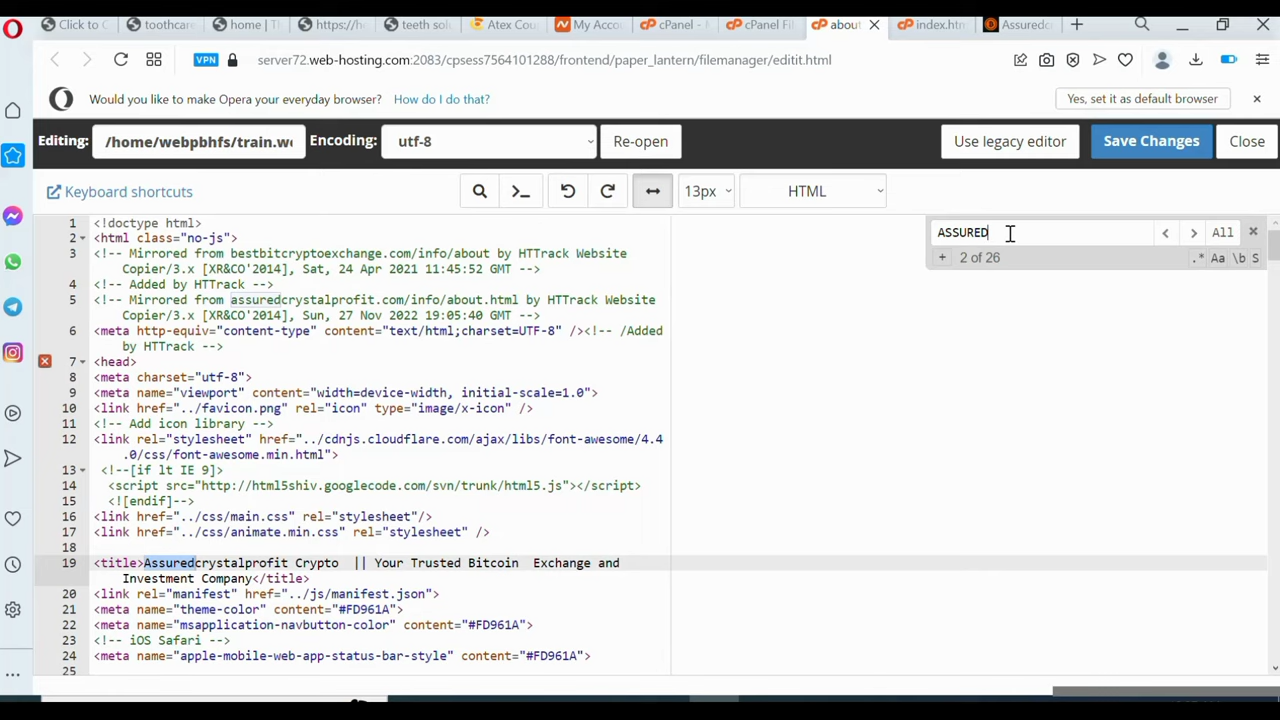 Click to C
toothcare
home | Th
https://ho
teeth solu
Atex Cour
My Accou
cPanel - M
cPanel File
about
index.htm
Assuredc
VPN
server72.web-hosting.com:2083/cpsess7564101288/frontend/paper_lantern/filemanager/editit.html
Would you like to make Opera your everyday browser? How do I do that? Yes, set it as default browser
Editing: /home/webpbhfs/train.we Encoding: utf-8 Re-open Use legacy editor Save Changes Close
Keyboard shortcuts 13px HTML
ASSURED All
+ 2 of 26 .* Aa \b S
1 <!doctype html>
2 <html class="no-js">
3 <!-- Mirrored from bestbitcryptoexchange.com/info/about by HTTrack Website
Copier/3.x [XR&CO'2014], Sat, 24 Apr 2021 11:45:52 GMT -->
4 <!-- Added by HTTrack -->
5 <!-- Mirrored from assuredcrystalprofit.com/info/about.html by HTTrack Website
Copier/3.x [XR&CO'2014], Sun, 27 Nov 2022 19:05:40 GMT -->
6 <meta http-equiv="content-type" content="text/html;charset=UTF-8" /><!-- /Added
by HTTrack -->
7 <head>
8 <meta charset="utf-8">
9 <meta name="viewport" content="width=device-width, initial-scale=1.0">
10 <link href="../favicon.png" rel="icon" type="image/x-icon" />
11 <!-- Add icon library -->
12 <link rel="stylesheet" href="../cdnjs.cloudflare.com/ajax/libs/font-awesome/4.4
.0/css/font-awesome.min.html">
13 <!--[if lt IE 9]>
14 <script src="http://html5shiv.googlecode.com/svn/trunk/html5.js"></script>
15 <![endif]-->
16 <link href="../css/main.css" rel="stylesheet"/>
17 <link href="../css/animate.min.css" rel="stylesheet" />
18
19 <title>Assuredcrystalprofit Crypto || Your Trusted Bitcoin Exchange and
Investment Company</title>
20 <link rel="manifest" href="../js/manifest.json">
21 <meta name="theme-color" content="#FD961A">
22 <meta name="msapplication-navbutton-color" content="#FD961A">
23 <!-- iOS Safari -->
24 <meta name="apple-mobile-web-app-status-bar-style" content="#FD961A">
25